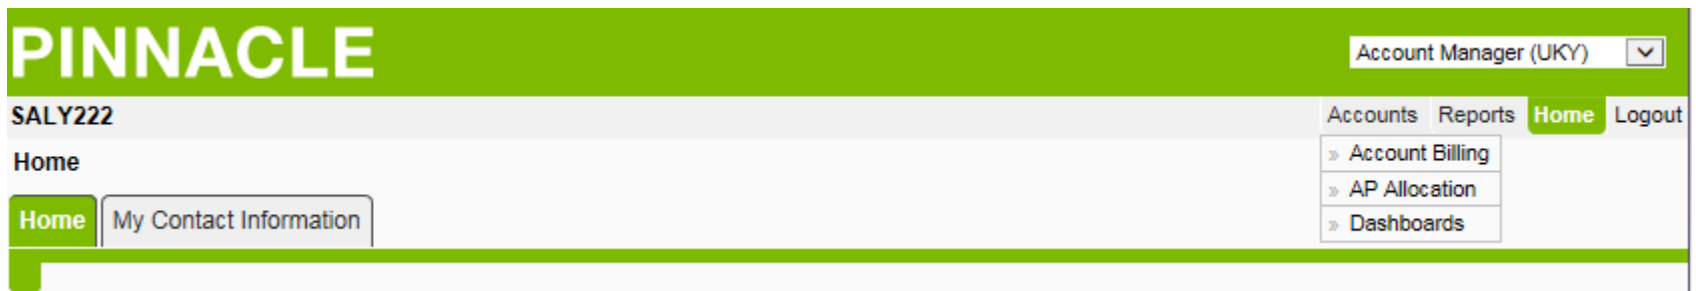 PINNACLE
Account Manager (UKY)
SALY222
Accounts Reports Home Logout
Home
» Account Billing
» AP Allocation
» Dashboards
Home My Contact Information